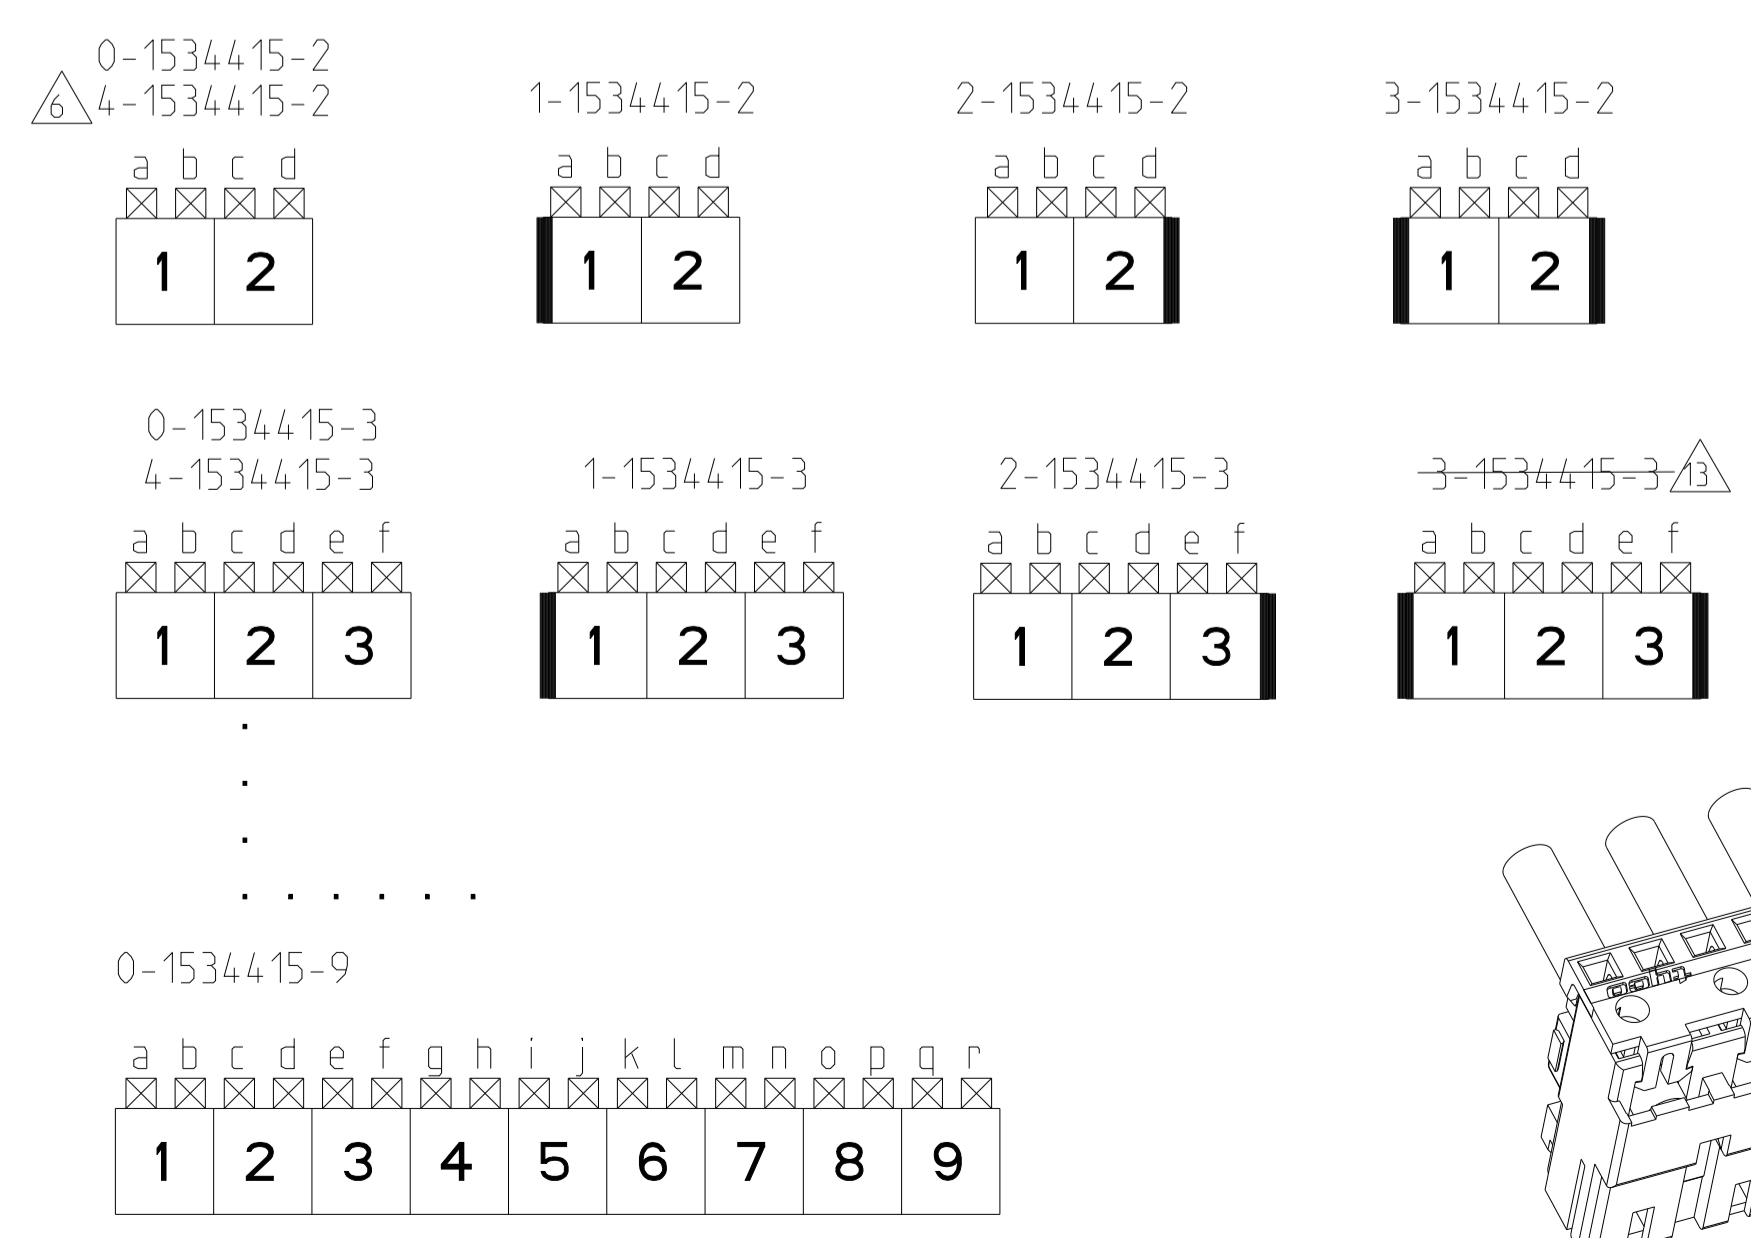 0-1534415-2
6 4-1534415-2
1-1534415-2
2-1534415-2
3-1534415-2
a b c d
a b c d
a b c d
a b c d
1 2
1 2
1 2
1 2
0-1534415-3
4-1534415-3
1-1534415-3
2-1534415-3
3-1534415-3 13
a b c d e f
a b c d e f
a b c d e f
a b c d e f
1 2 3
1 2 3
1 2 3
1 2 3
0-1534415-9
a b c d e f g h i j k l m n o p q r
1 2 3 4 5 6 7 8 9